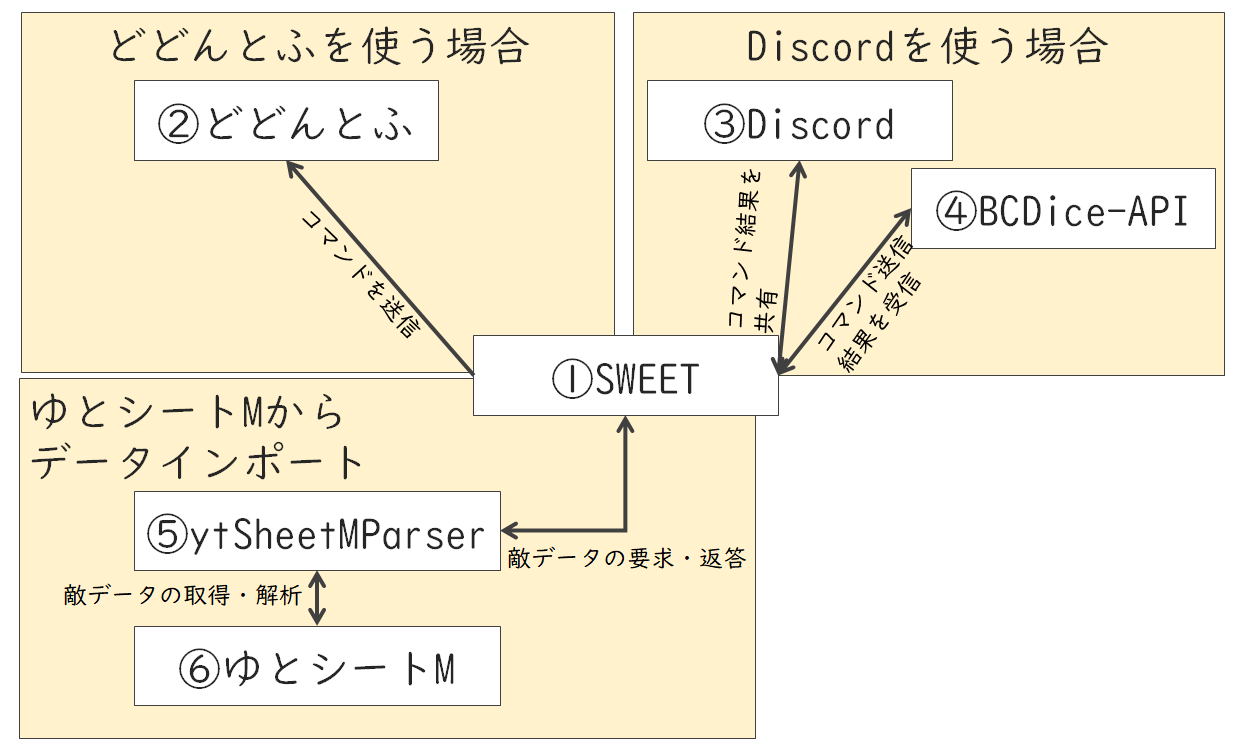 どどんとふを使う場合
②どどんとふ
コマンドを送信
Discordを使う場合
③Discord
④BCDice-API
コマンド結果を
共有
コマンド送信
結果を受信
①SWEET
ゆとシートMから
データインポート
⑤ytSheetMParser
敵データの要求・返答
敵データの取得・解析
⑥ゆとシートM